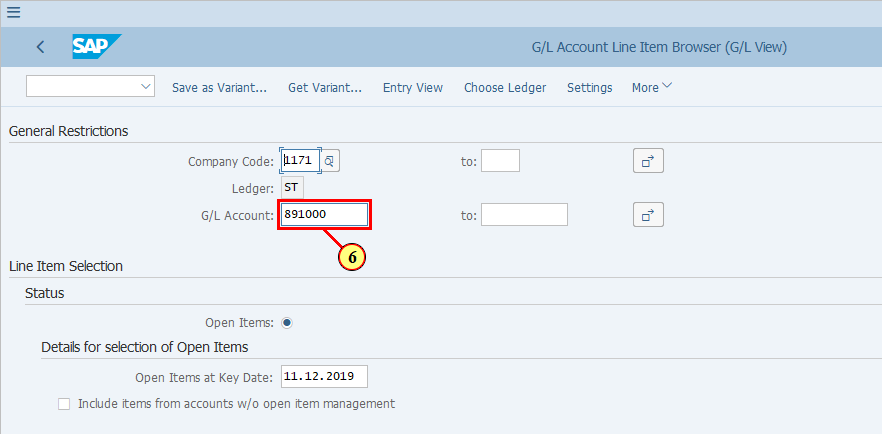 SAP
G/L Account Line Item Browser (G/L View)
Save as Variant... Get Variant... Entry View Choose Ledger Settings More
General Restrictions
Company Code: 1171 to:
Ledger: ST
G/L Account: 891000 to:
6
Line Item Selection
Status
Open Items:
Details for selection of Open Items
Open Items at Key Date: 11.12.2019
Include items from accounts w/o open item management